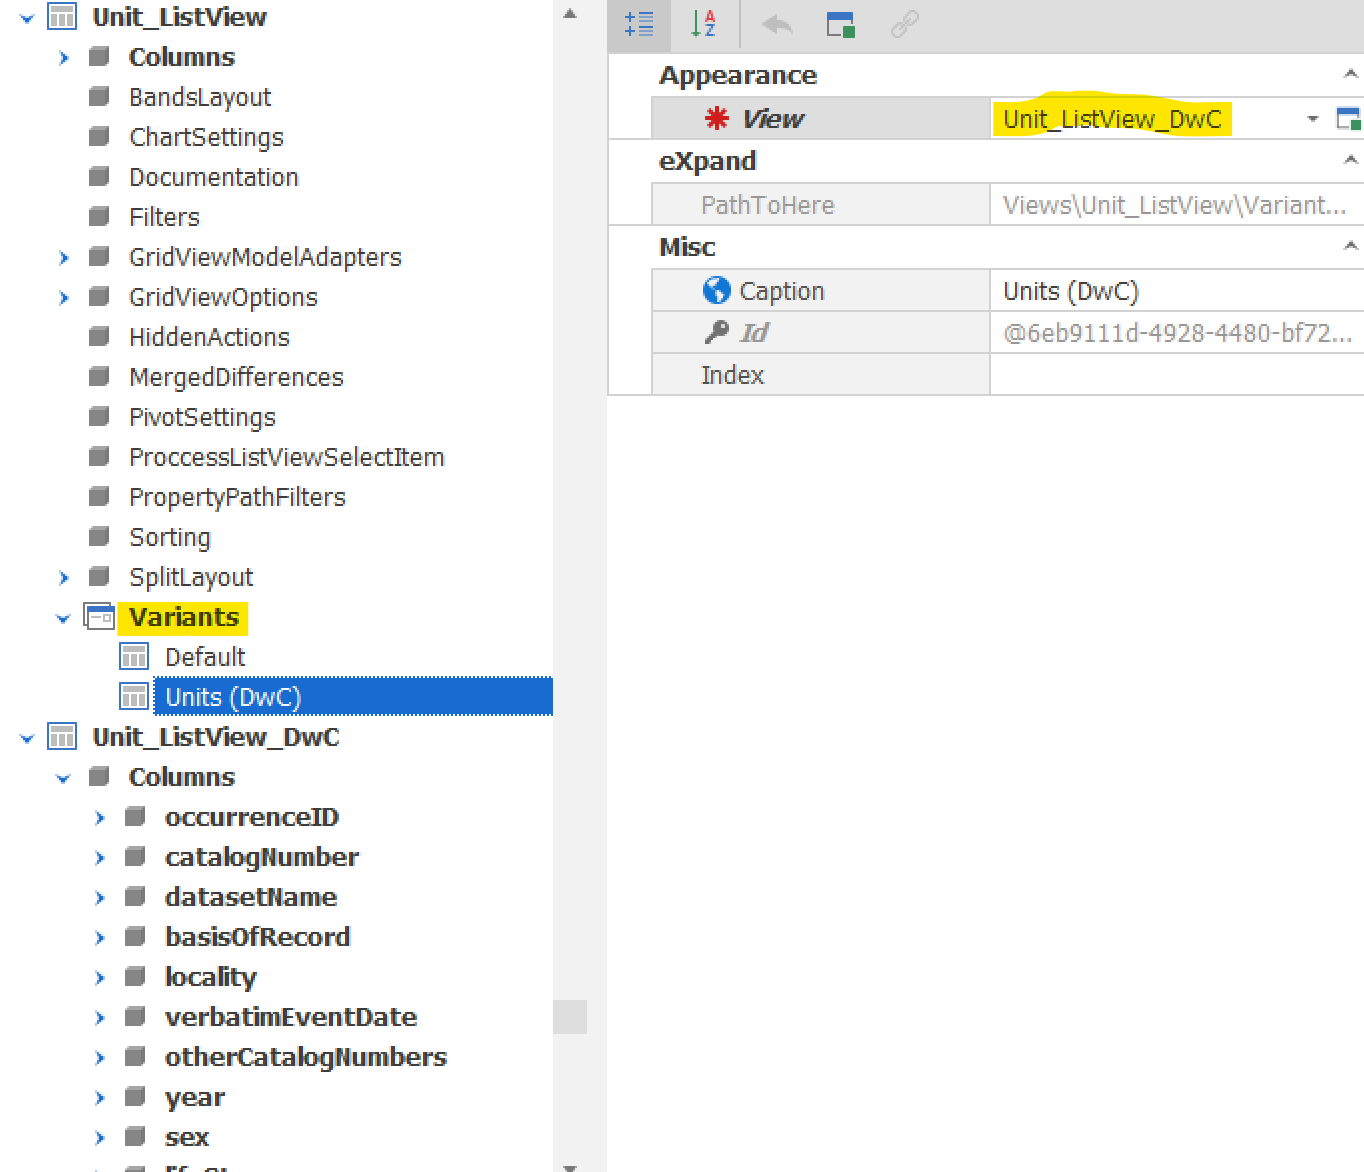 Unit_ListView
Columns
BandsLayout
ChartSettings
Documentation
Filters
GridViewModelAdapters
GridViewOptions
HiddenActions
MergedDifferences
PivotSettings
ProccessListViewSelectItem
PropertyPathFilters
Sorting
SplitLayout
Variants
Default
Units (DwC)
Unit_ListView_DwC
Columns
occurrenceID
catalogNumber
datasetName
basisOfRecord
locality
verbatimEventDate
otherCatalogNumbers
year
sex
Appearance
View Unit_ListView_DwC
eXpand
PathToHere Views\Unit_ListView\Variant...
Misc
Caption Units (DwC)
Id @6eb9111d-4928-4480-bf72...
Index